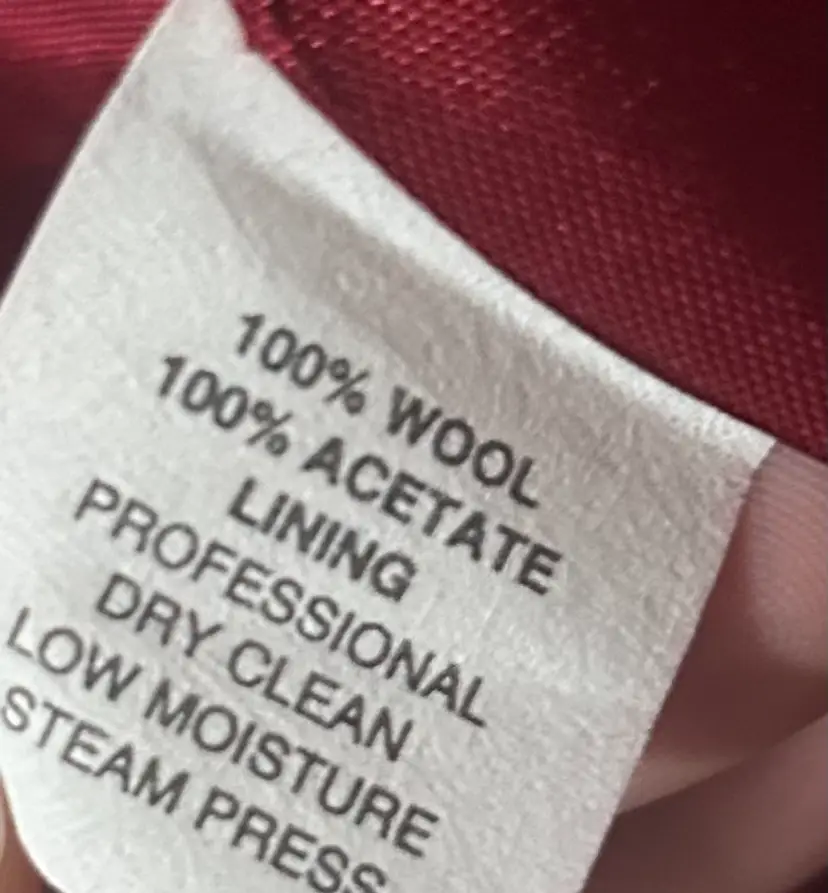 100% WOOL
100% ACETATE
LINING
PROFESSIONAL
DRY CLEAN
LOW MOISTURE
STEAM PRESS